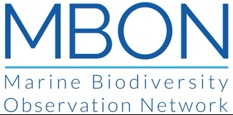 MBON
Marine Biodiversity
Observation Network